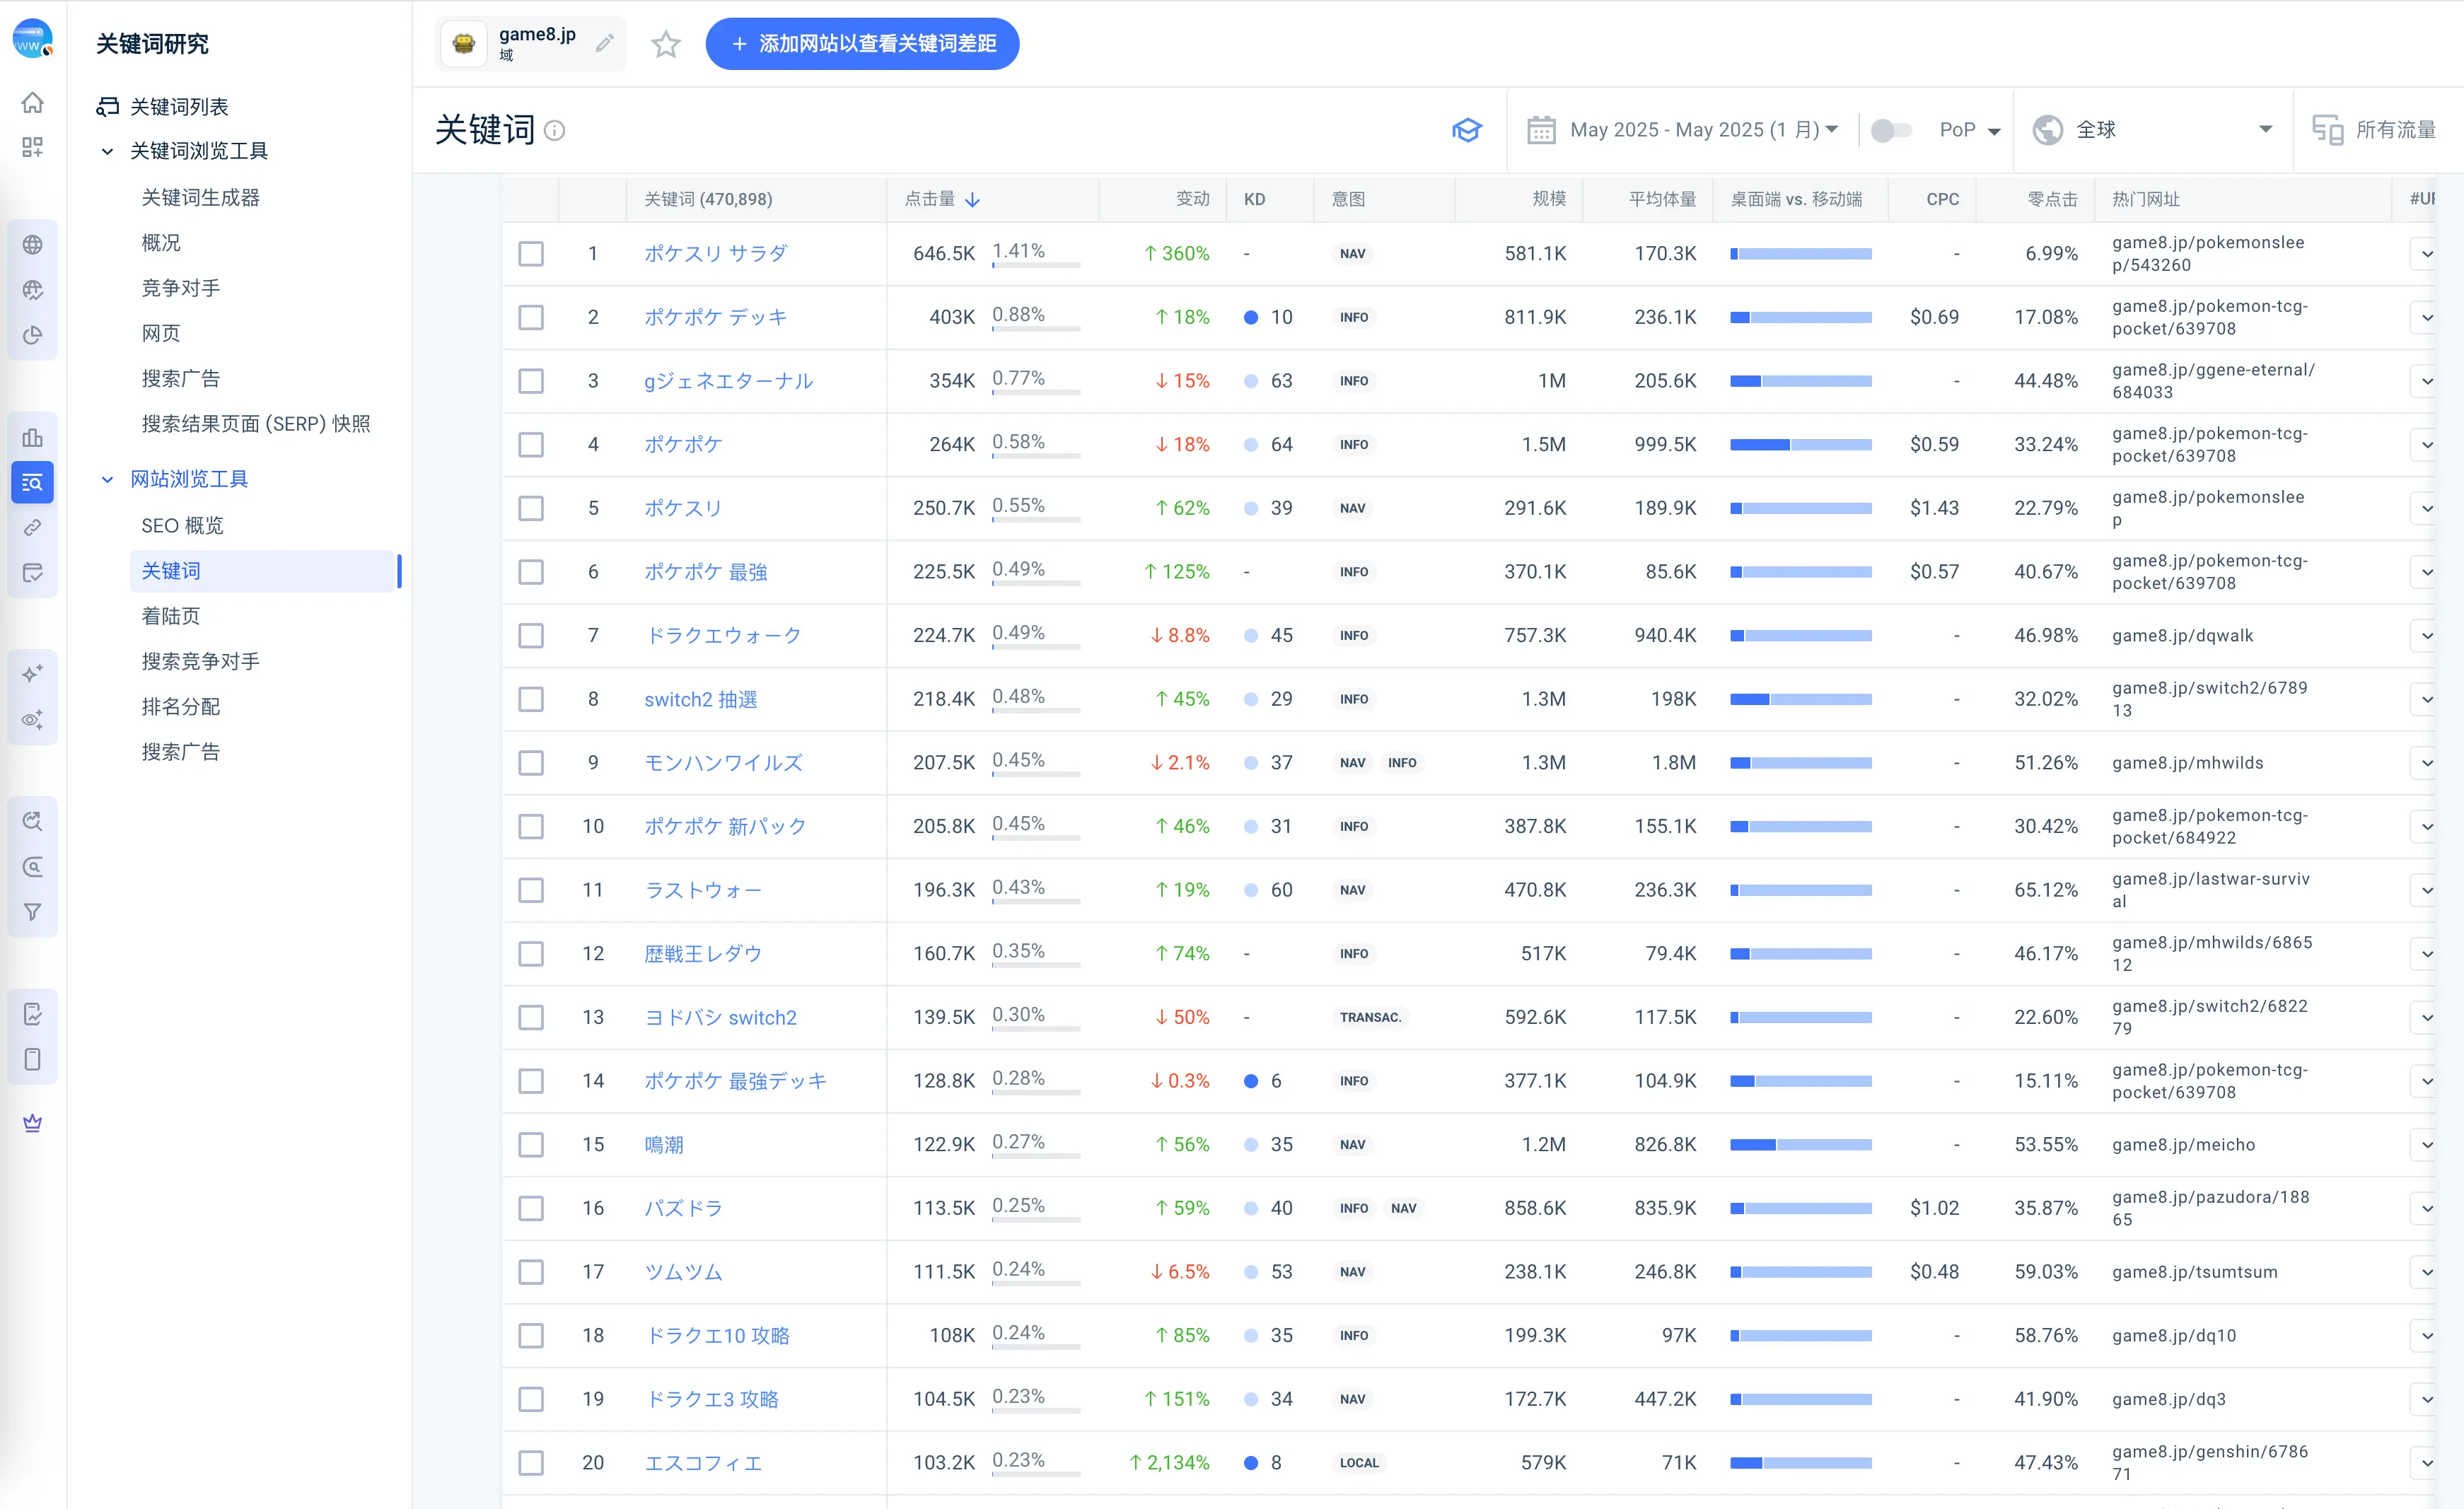 关键词研究
关键词列表
关键词浏览工具
关键词生成器
概况
竞争对手
网页
搜索广告
搜索结果页面 (SERP) 快照
网站浏览工具
SEO 概览
关键词
着陆页
搜索竞争对手
排名分配
搜索广告
game8.jp
域
+ 添加网站以查看关键词差距
关键词
May 2025 - May 2025 (1 月)
PoP
全球
所有流量
关键词 (470,898) 点击量 变动 KD 意图 规模 平均体量 桌面端 vs. 移动端 CPC 零点击 热门网址
1 ポケスリ サラダ 646.5K 1.41% ↑ 360% - NAV 581.1K 170.3K - 6.99% game8.jp/pokemonslee
p/543260
2 ポケポケ デッキ 403K 0.88% ↑ 18% 10 INFO 811.9K 236.1K $0.69 17.08% game8.jp/pokemon-tcg-
pocket/639708
3 gジェネエターナル 354K 0.77% ↓ 15% 63 INFO 1M 205.6K - 44.48% game8.jp/ggene-eternal/
684033
4 ポケポケ 264K 0.58% ↓ 18% 64 INFO 1.5M 999.5K $0.59 33.24% game8.jp/pokemon-tcg-
pocket/639708
5 ポケスリ 250.7K 0.55% ↑ 62% 39 NAV 291.6K 189.9K $1.43 22.79% game8.jp/pokemonslee
p
6 ポケポケ 最強 225.5K 0.49% ↑ 125% - INFO 370.1K 85.6K $0.57 40.67% game8.jp/pokemon-tcg-
pocket/639708
7 ドラクエウォーク 224.7K 0.49% ↓ 8.8% 45 INFO 757.3K 940.4K - 46.98% game8.jp/dqwalk
8 switch2 抽選 218.4K 0.48% ↑ 45% 29 INFO 1.3M 198K - 32.02% game8.jp/switch2/6789
13
9 モンハンワイルズ 207.5K 0.45% ↓ 2.1% 37 NAV INFO 1.3M 1.8M - 51.26% game8.jp/mhwilds
10 ポケポケ 新パック 205.8K 0.45% ↑ 46% 31 INFO 387.8K 155.1K - 30.42% game8.jp/pokemon-tcg-
pocket/684922
11 ラストウォー 196.3K 0.43% ↑ 19% 60 NAV 470.8K 236.3K - 65.12% game8.jp/lastwar-surviv
al
12 歴戦王レダウ 160.7K 0.35% ↑ 74% - INFO 517K 79.4K - 46.17% game8.jp/mhwilds/6865
12
13 ヨドバシ switch2 139.5K 0.30% ↓ 50% - TRANSAC. 592.6K 117.5K - 22.60% game8.jp/switch2/6822
79
14 ポケポケ 最強デッキ 128.8K 0.28% ↓ 0.3% 6 INFO 377.1K 104.9K - 15.11% game8.jp/pokemon-tcg-
pocket/639708
15 鳴潮 122.9K 0.27% ↑ 56% 35 NAV 1.2M 826.8K - 53.55% game8.jp/meicho
16 パズドラ 113.5K 0.25% ↑ 59% 40 INFO NAV 858.6K 835.9K $1.02 35.87% game8.jp/pazudora/188
65
17 ツムツム 111.5K 0.24% ↓ 6.5% 53 NAV 238.1K 246.8K $0.48 59.03% game8.jp/tsumtsum
18 ドラクエ10 攻略 108K 0.24% ↑ 85% 35 INFO 199.3K 97K - 58.76% game8.jp/dq10
19 ドラクエ3 攻略 104.5K 0.23% ↑ 151% 34 NAV 172.7K 447.2K - 41.90% game8.jp/dq3
20 エスコフィエ 103.2K 0.23% ↑ 2,134% 8 LOCAL 579K 71K - 47.43% game8.jp/genshin/6786
71